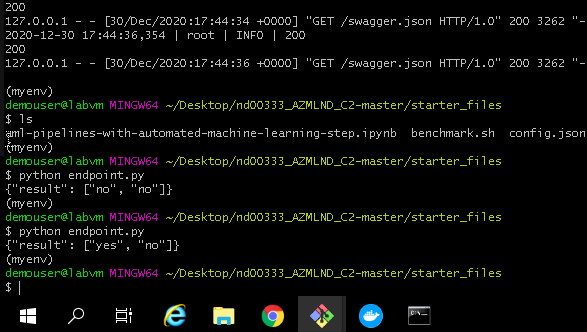 200
127.0.0.1 - - [30/Dec/2020:17:44:34 +0000] "GET /swagger.json HTTP/1.0" 200 3262 "-
2020-12-30 17:44:36,354 | root | INFO | 200
200
127.0.0.1 - - [30/Dec/2020:17:44:36 +0000] "GET /swagger.json HTTP/1.0" 200 3262 "-
(myenv)
demouser@labvm MINGW64 ~/Desktop/nd00333_AZMLND_C2-master/starter_files
$ ls
aml-pipelines-with-automated-machine-learning-step.ipynb benchmark.sh config.json
(myenv)
demouser@labvm MINGW64 ~/Desktop/nd00333_AZMLND_C2-master/starter_files
$ python endpoint.py
{"result": ["no", "no"]}
(myenv)
demouser@labvm MINGW64 ~/Desktop/nd00333_AZMLND_C2-master/starter_files
$ python endpoint.py
{"result": ["yes", "no"]}
(myenv)
demouser@labvm MINGW64 ~/Desktop/nd00333_AZMLND_C2-master/starter_files
$